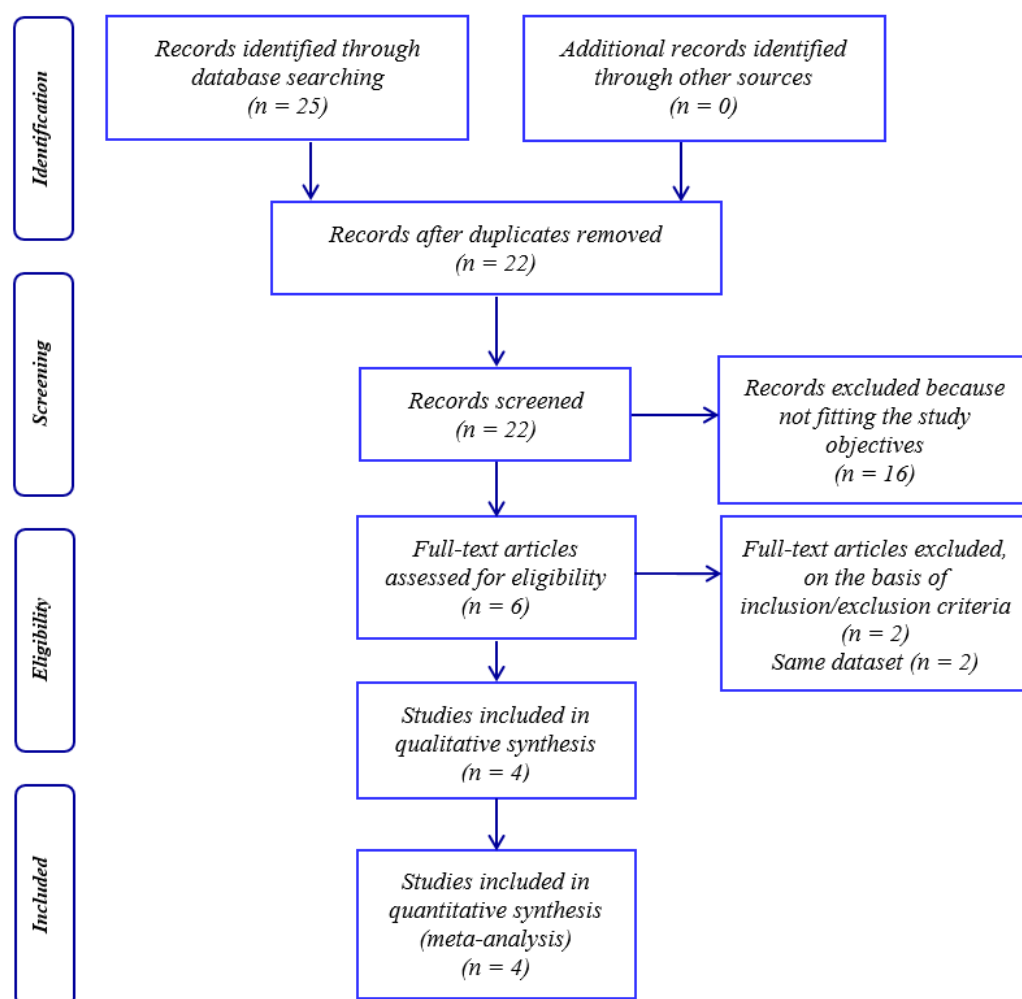 Identification
Records identified through
database searching
(n = 25)
Additional records identified
through other sources
(n = 0)
Records after duplicates removed
(n = 22)
Screening
Records screened
(n = 22)
Records excluded because
not fitting the study
objectives
(n = 16)
Eligibility
Full-text articles
assessed for eligibility
(n = 6)
Full-text articles excluded,
on the basis of
inclusion/exclusion criteria
(n = 2)
Same dataset (n = 2)
Studies included in
qualitative synthesis
(n = 4)
Included
Studies included in
quantitative synthesis
(meta-analysis)
(n = 4)